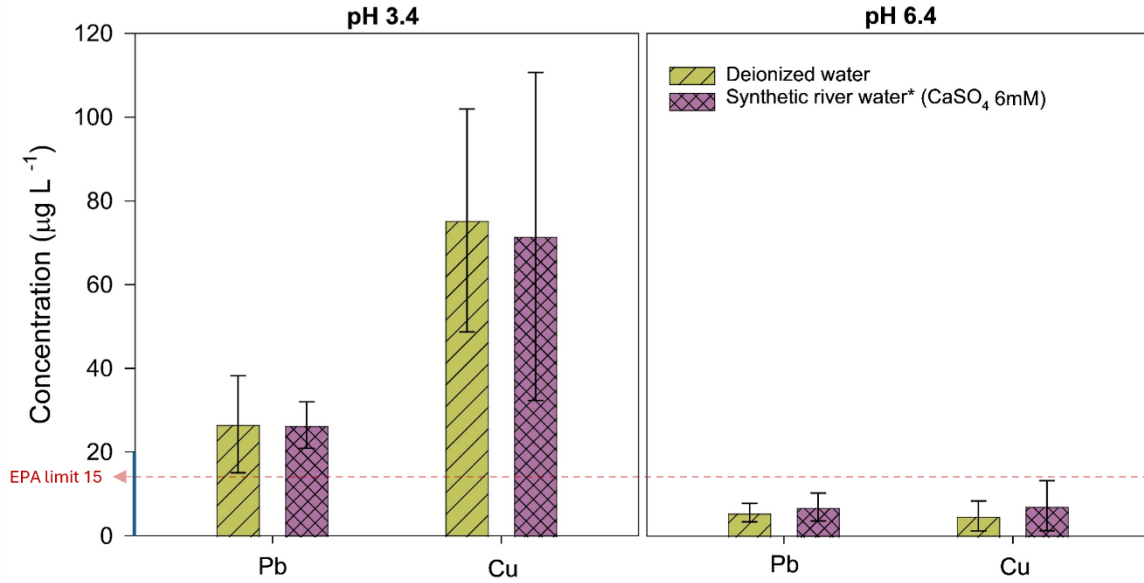 pH 3.4
pH 6.4
120
100
80
60
40
20
0
Concentration (µg L -1)
EPA limit 15
Deionized water
Synthetic river water* (CaSO4 6mM)
Pb
Cu
Pb
Cu